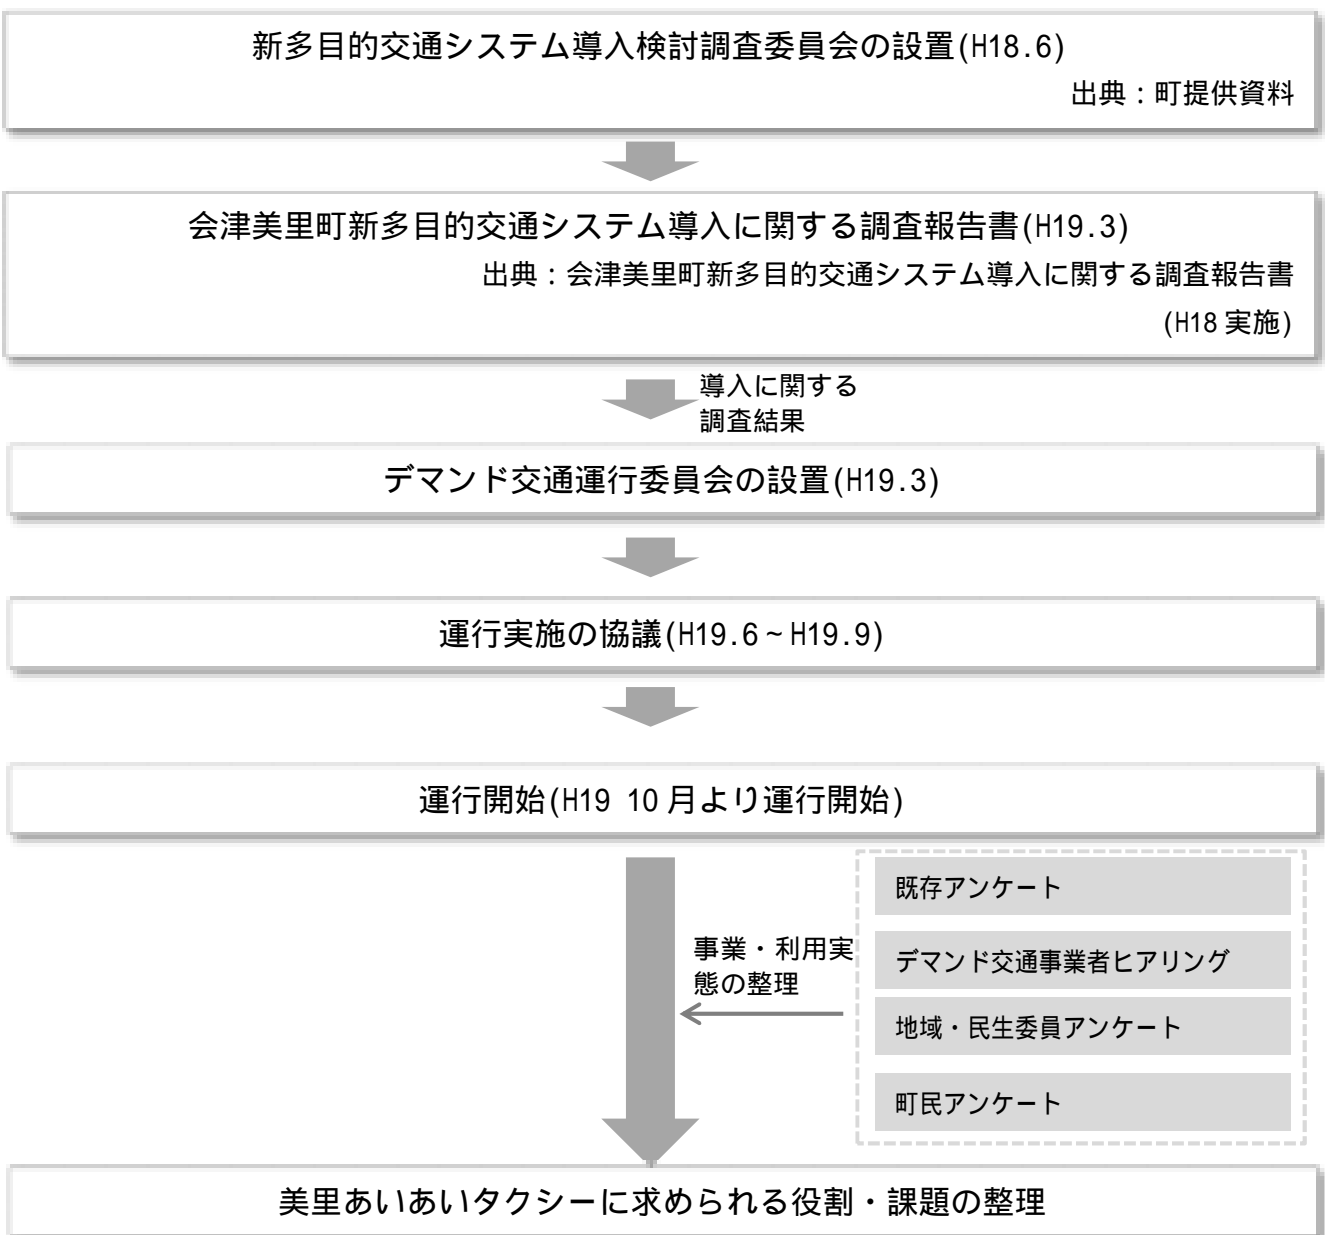 新多目的交通システム導入検討調査委員会の設置(H18.6)
出典：町提供資料
会津美里町新多目的交通システム導入に関する調査報告書(H19.3)
出典：会津美里町新多目的交通システム導入に関する調査報告書
(H18 実施)
導入に関する
調査結果
デマンド交通運行委員会の設置(H19.3)
運行実施の協議(H19.6～H19.9)
運行開始(H19 10 月より運行開始)
既存アンケート
事業・利用実
態の整理
デマンド交通事業者ヒアリング
地域・民生委員アンケート
町民アンケート
美里あいあいタクシーに求められる役割・課題の整理